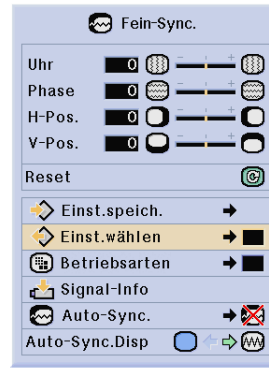 Fein-Sync.
Uhr 0 - +
Phase 0 - +
H-Pos. 0 - +
V-Pos. 0 - +
Reset
Einst.speich.
Einst.wählen
Betriebsarten
Signal-Info
Auto-Sync.
Auto-Sync.Disp